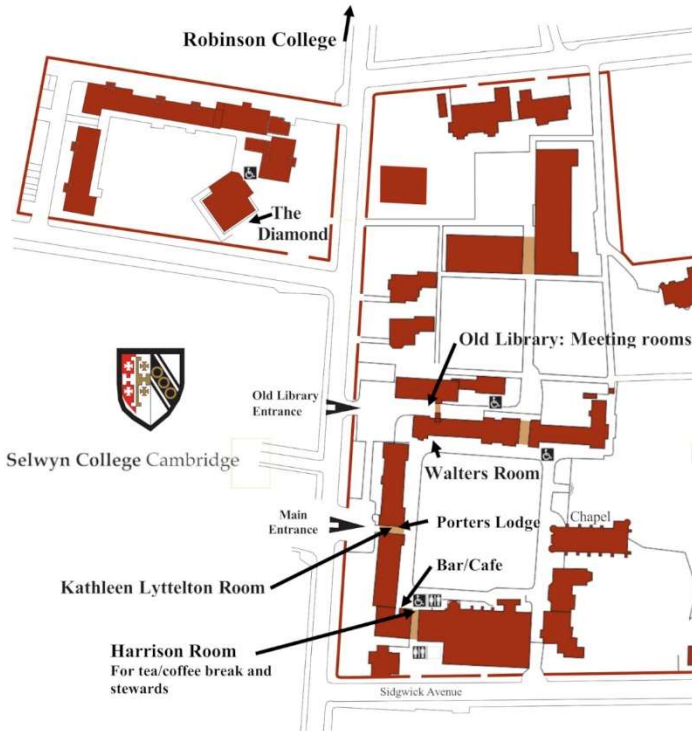 Robinson College
The
Diamond
Old Library: Meeting rooms
Old Library
Entrance
Selwyn College Cambridge
Walters Room
Main
Entrance
Porters Lodge
Chapel
Bar/Cafe
Kathleen Lyttelton Room
Harrison Room
For tea/coffee break and
stewards
Sidgwick Avenue